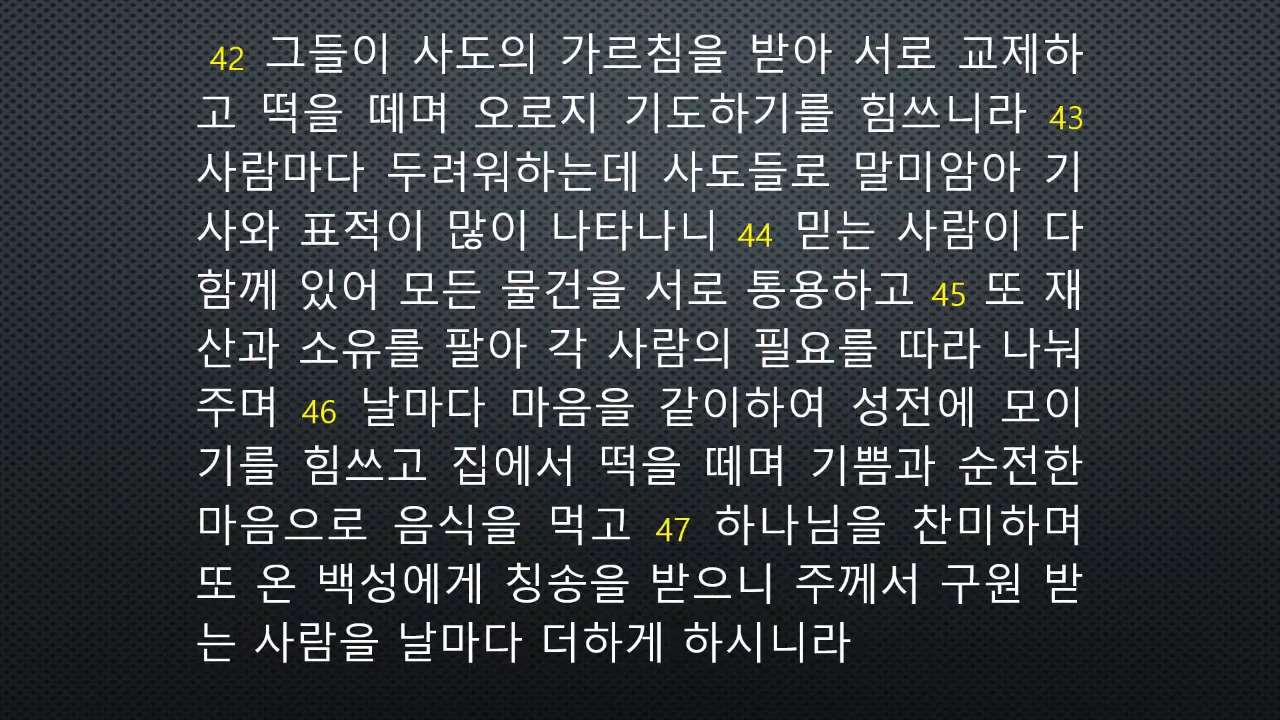 42 그들이 사도의 가르침을 받아 서로 교제하
고 떡을 떼며 오로지 기도하기를 힘쓰니라 43
사람마다 두려워하는데 사도들로 말미암아 기
사와 표적이 많이 나타나니 44 믿는 사람이 다
함께 있어 모든 물건을 서로 통용하고 45 또 재
산과 소유를 팔아 각 사람의 필요를 따라 나눠
주며 46 날마다 마음을 같이하여 성전에 모이
기를 힘쓰고 집에서 떡을 떼며 기쁨과 순전한
마음으로 음식을 먹고 47 하나님을 찬미하며
또 온 백성에게 칭송을 받으니 주께서 구원 받
는 사람을 날마다 더하게 하시니라